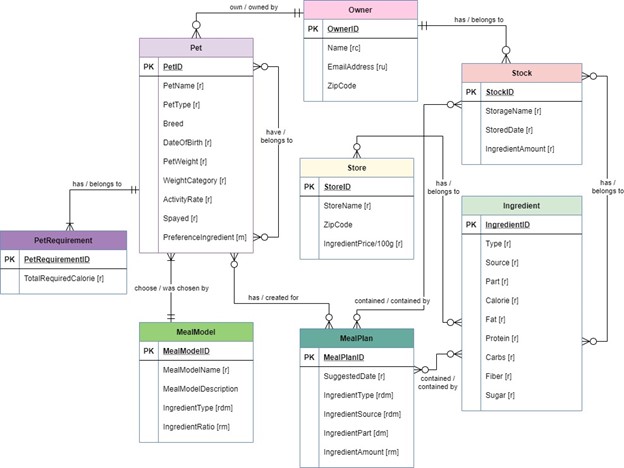 own / owned by
Owner
PK OwnerID
Name [rc]
EmailAddress [ru]
ZipCode
has / belongs to
Pet
PK PetID
PetName [r]
PetType [r]
Breed
DateOfBirth [r]
PetWeight [r]
WeightCategory [r]
ActivityRate [r]
Spayed [r]
PreferenceIngredient [m]
have /
belongs to
Stock
PK StockID
StorageName [r]
StoredDate [r]
IngredientAmount [r]
Store
PK StoreID
StoreName [r]
ZipCode
IngredientPrice/100g [r]
has /
belongs to
has /
belongs to
has / belongs to
PetRequirement
PK PetRequirementID
TotalRequiredCalorie [r]
Ingredient
PK IngredientID
Type [r]
Source [r]
Part [r]
Calorie [r]
Fat [r]
Protein [r]
Carbs [r]
Fiber [r]
Sugar [r]
choose / was chosen by
has / created for
contained / contained by
MealModel
PK MealModelID
MealModelName [r]
MealModelDescription
IngredientType [rdm]
IngredientRatio [rm]
MealPlan
PK MealPlanID
SuggestedDate [r]
IngredientType [rdm]
IngredientSource [rdm]
IngredientPart [dm]
IngredientAmount [rm]
contained
/ contained by